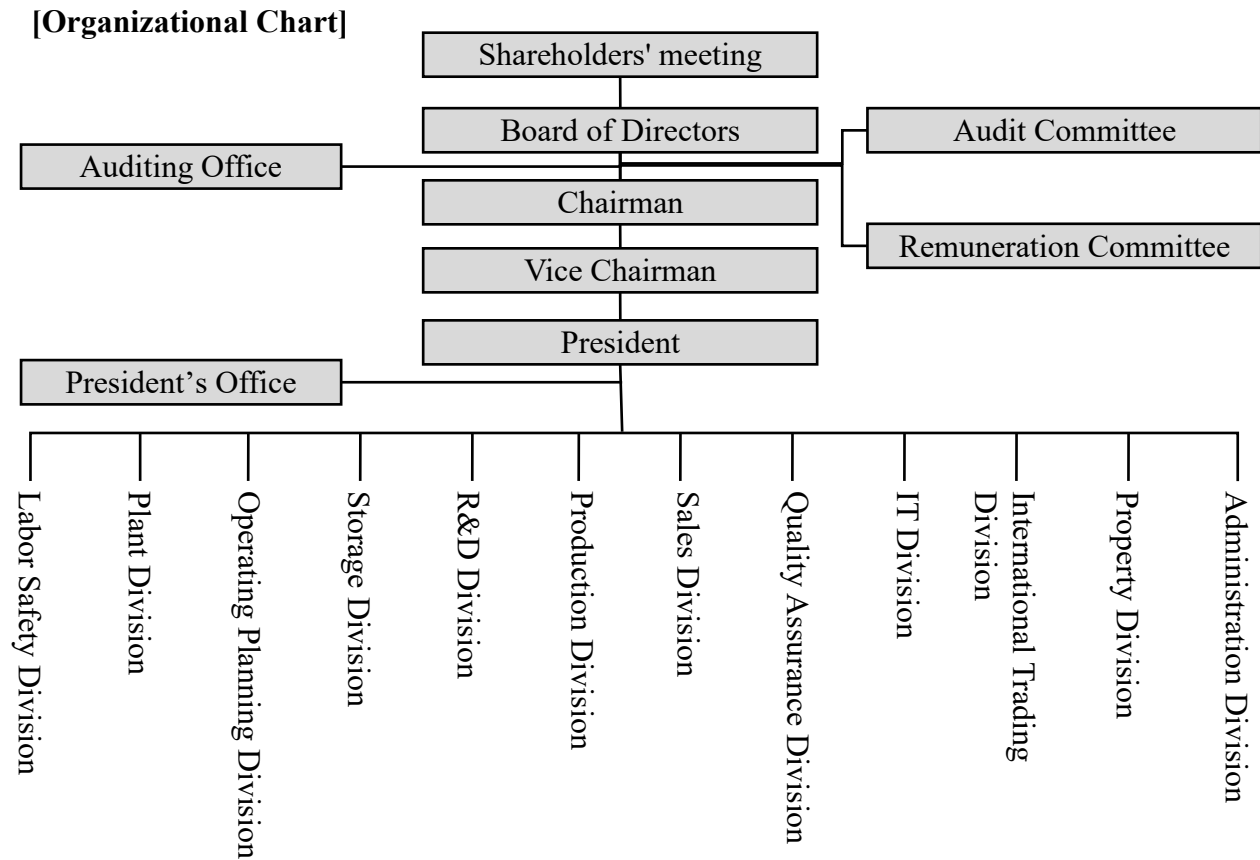 [Organizational Chart]
Shareholders' meeting
Board of Directors
Audit Committee
Auditing Office
Chairman
Remuneration Committee
Vice Chairman
President
President’s Office
Labor Safety Division
Plant Division
Operating Planning Division
Storage Division
R&D Division
Production Division
Sales Division
Quality Assurance Division
IT Division
International Trading
Division
Property Division
Administration Division